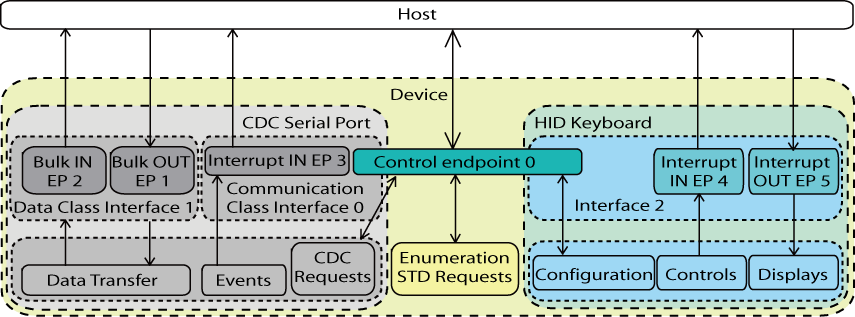 Host
Device
CDC Serial Port
HID Keyboard
Bulk IN
EP 2
Bulk OUT
EP 1
Interrupt IN EP 3
Control endpoint 0
Interrupt
IN EP 4
Interrupt
OUT EP 5
Data Class Interface 1
Communication
Class Interface 0
Interface 2
Data Transfer
Events
CDC
Requests
Enumeration
STD Requests
Configuration
Controls
Displays